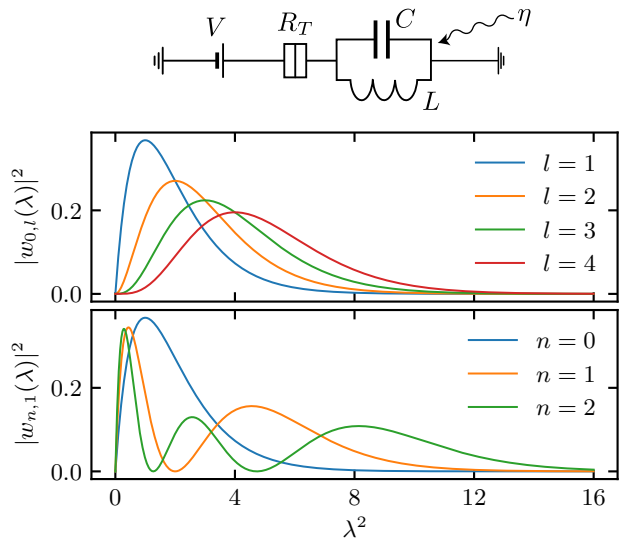 V R_T C η
L
|w_{0,l}(λ)|^2
0.2
0.0
l = 1
l = 2
l = 3
l = 4
|w_{n,1}(λ)|^2
0.2
0.0
n = 0
n = 1
n = 2
0 4 8 12 16
λ^2